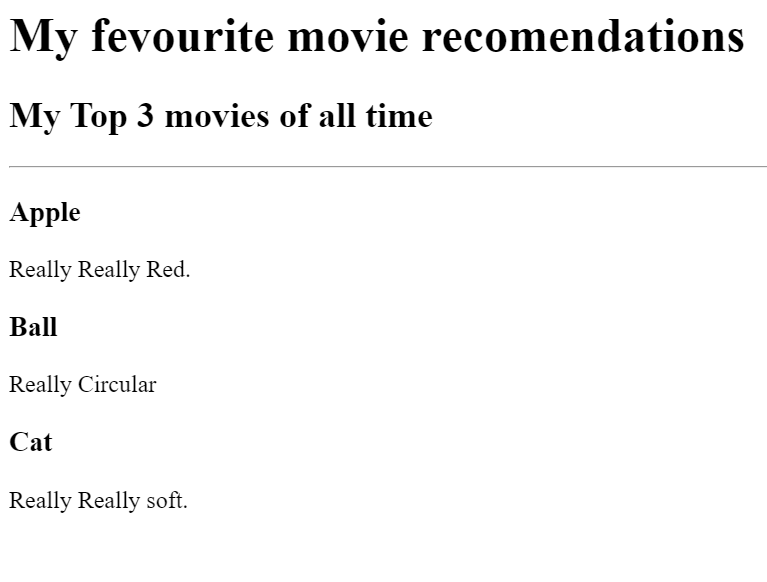 My fevourite movie recomendations
My Top 3 movies of all time
Apple
Really Really Red.
Ball
Really Circular
Cat
Really Really soft.